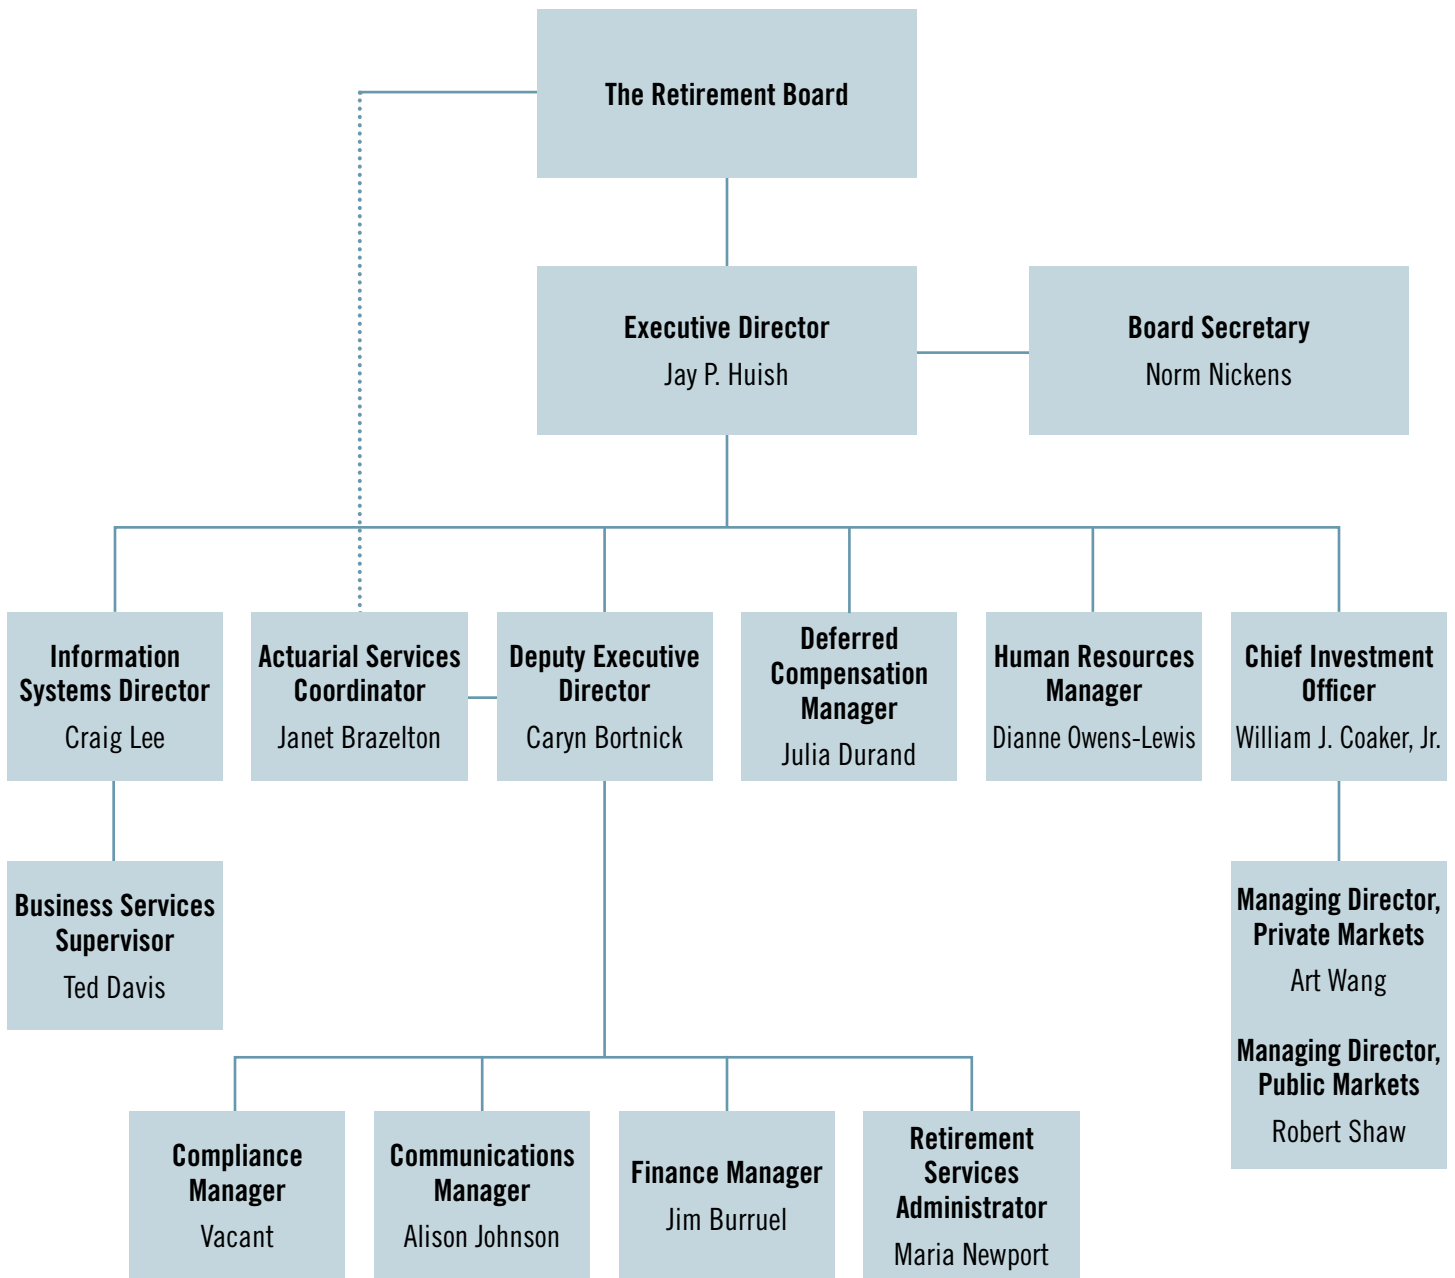 The Retirement Board
Executive Director
Jay P. Huish
Board Secretary
Norm Nickens
Information
Systems Director
Craig Lee
Actuarial Services
Coordinator
Janet Brazelton
Deputy Executive
Director
Caryn Bortnick
Deferred
Compensation
Manager
Julia Durand
Human Resources
Manager
Dianne Owens-Lewis
Chief Investment
Officer
William J. Coaker, Jr.
Business Services
Supervisor
Ted Davis
Managing Director,
Private Markets
Art Wang
Managing Director,
Public Markets
Robert Shaw
Compliance
Manager
Vacant
Communications
Manager
Alison Johnson
Finance Manager
Jim Burruel
Retirement
Services
Administrator
Maria Newport